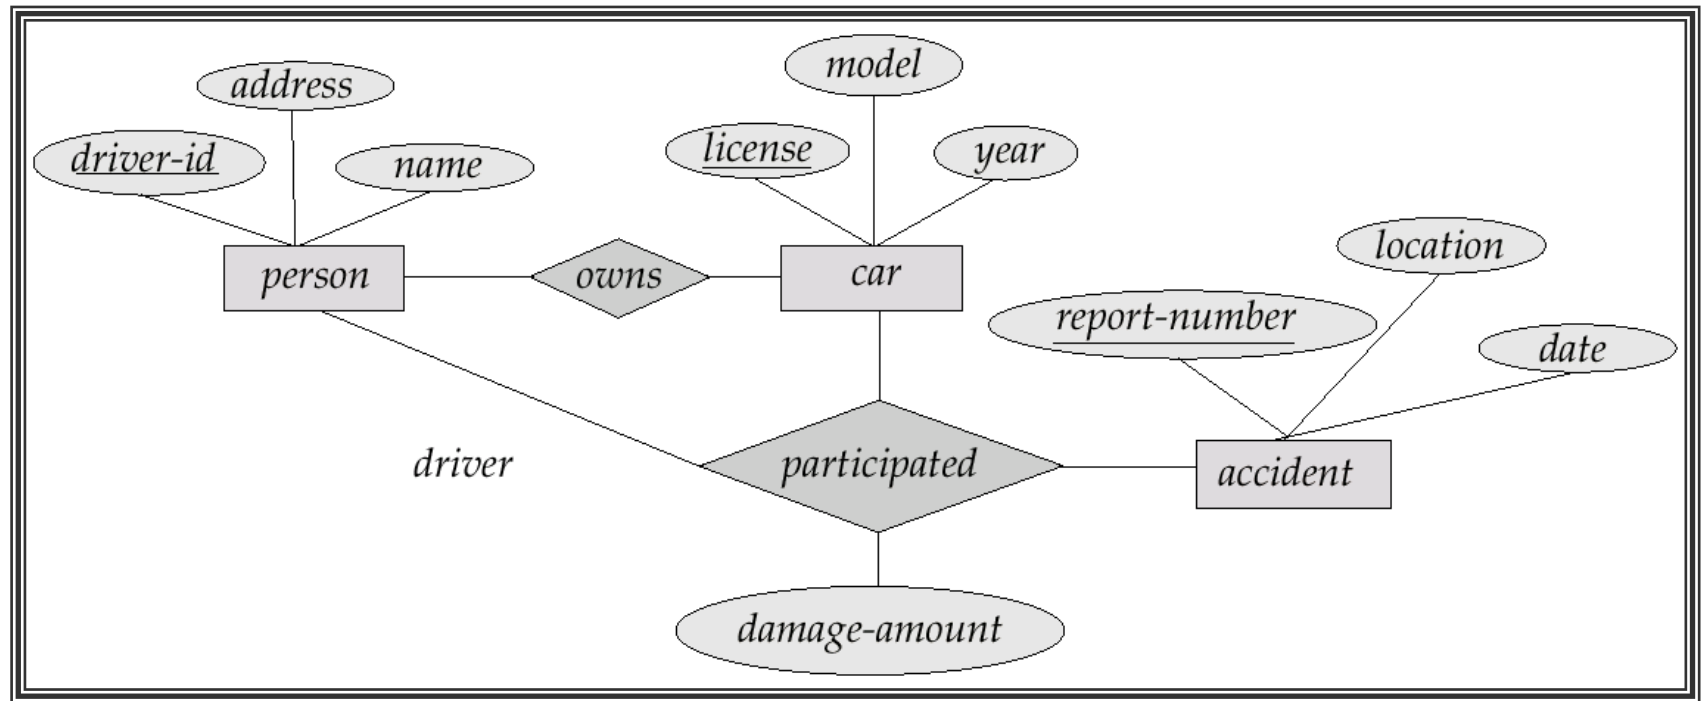 model
address
driver-id
name
license
year
location
person
owns
car
report-number
date
driver
participated
accident
damage-amount